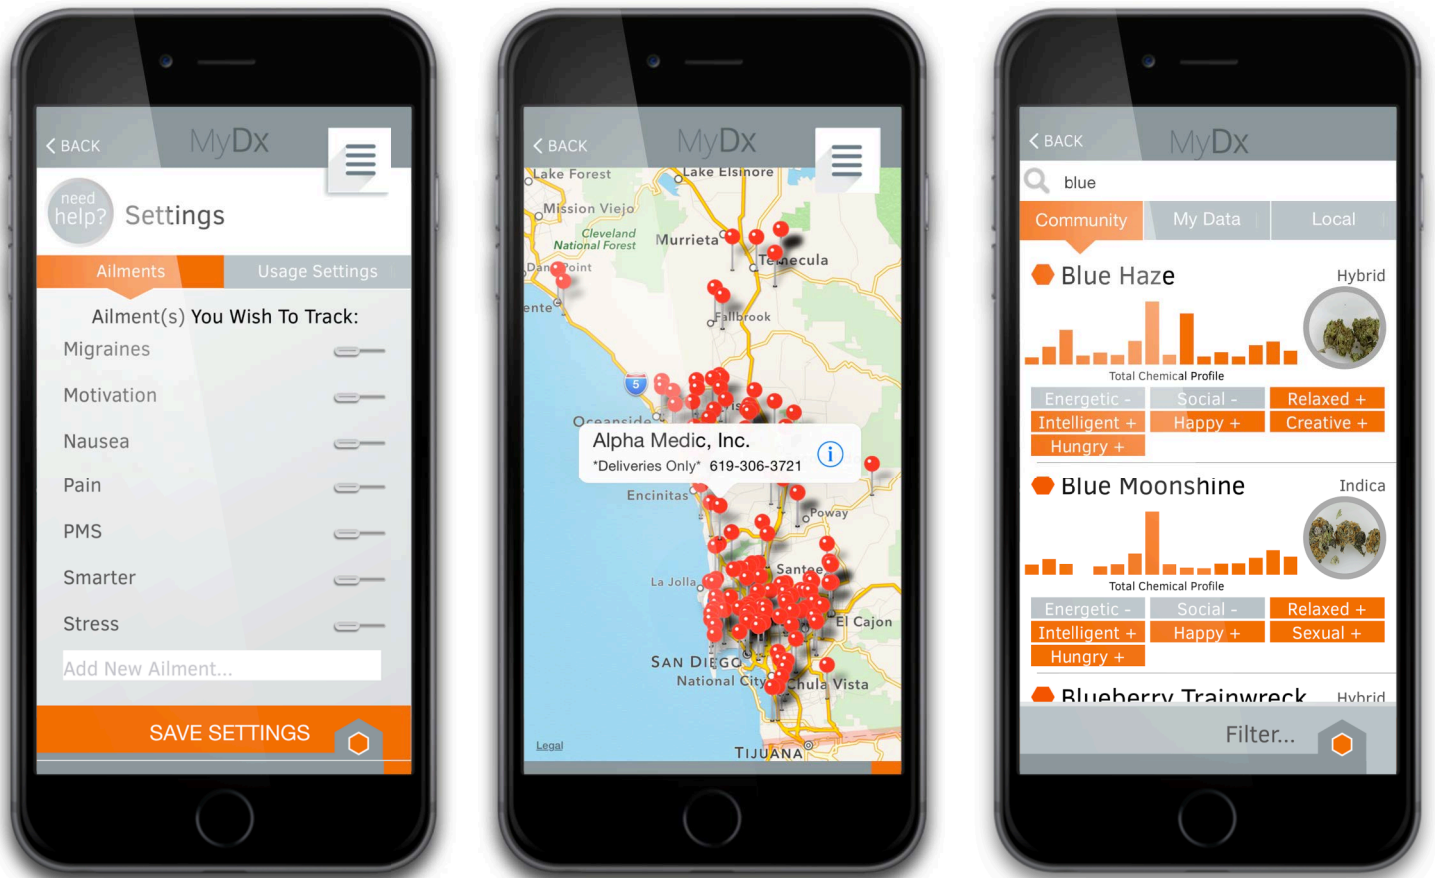 BACK
MyDx
need
help?
Settings
Ailments
Usage Settings
Ailment(s) You Wish To Track:
Migraines
Motivation
Nausea
Pain
PMS
Smarter
Stress
Add New Ailment...
SAVE SETTINGS
BACK
MyDx
Lake Forest
Lake Elsinore
Mission Viejo
Cleveland
National Forest
Murrieta
Temecula
Dana Point
ente
Fallbrook
5
Vis
Oceanside
Alpha Medic, Inc.
*Deliveries Only* 619-306-3721
Encinitas
Poway
Santee
La Jolla
El Cajon
SAN DIEGO
National City
Chula Vista
Legal
TIJUANA
BACK
MyDx
blue
Community
My Data
Local
Blue Haze
Hybrid
Total Chemical Profile
Energetic - Social - Relaxed +
Intelligent + Happy + Creative +
Hungry +
Blue Moonshine
Indica
Total Chemical Profile
Energetic - Social - Relaxed +
Intelligent + Happy + Sexual +
Hungry +
Blueberry Trainwreck
Hybrid
Filter...